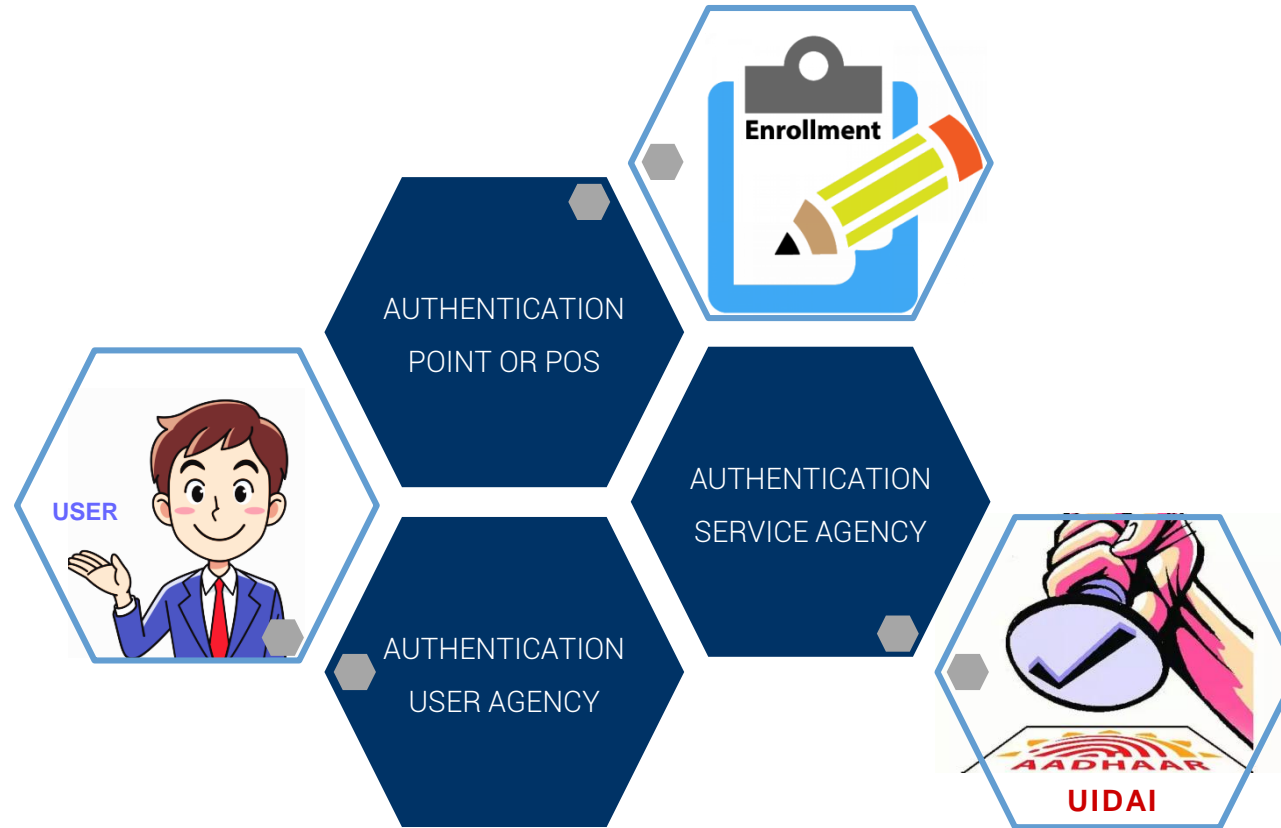 Enrollment
AUTHENTICATION
POINT OR POS
USER
AUTHENTICATION
SERVICE AGENCY
AUTHENTICATION
USER AGENCY
AADHAAR
UIDAI